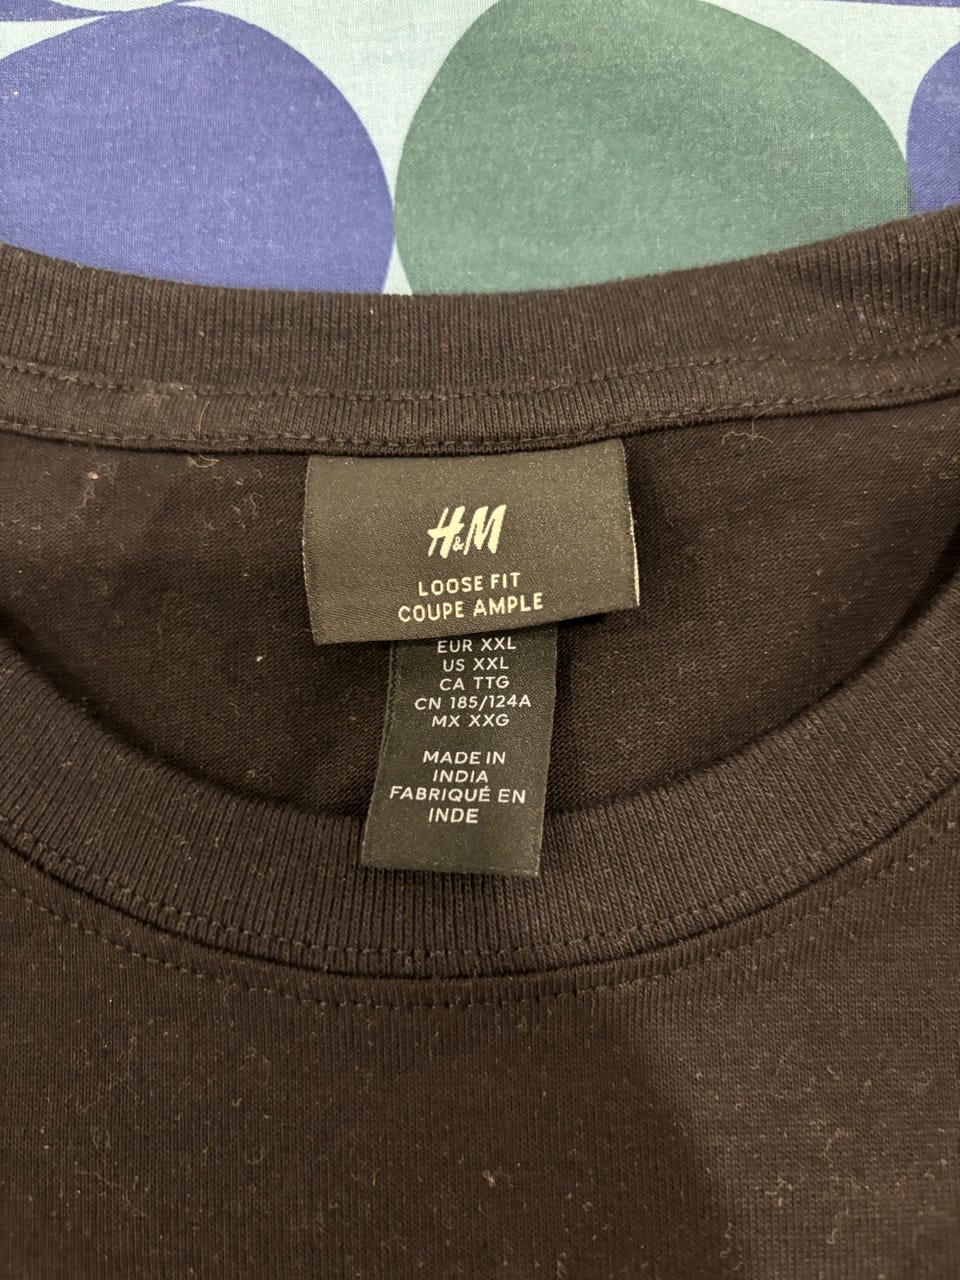 H&M
LOOSE FIT
COUPE AMPLE
EUR XXL
US XXL
CA TTG
CN 185/124A
MX XXG
MADE IN
INDIA
FABRIQUÉ EN
INDE